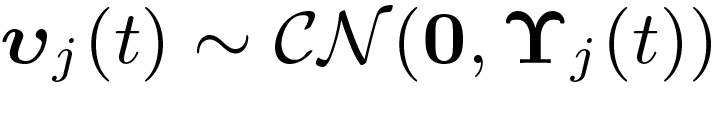 𝝊_j(t) ∼ 𝒞𝒩(𝟎, 𝚼_j(t))